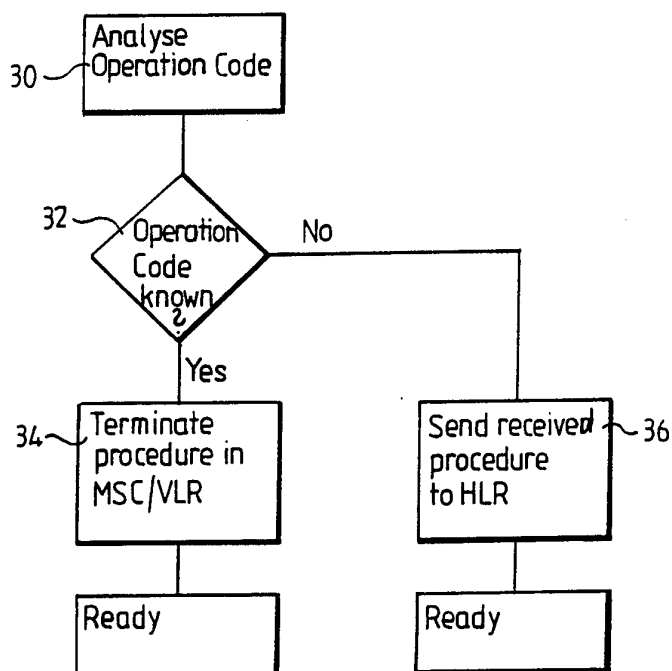 Analyse
Operation Code
30
32
Operation
Code
known
?
No
Yes
34
Terminate
procedure in
MSC/VLR
Send received
procedure
to HLR
36
Ready
Ready